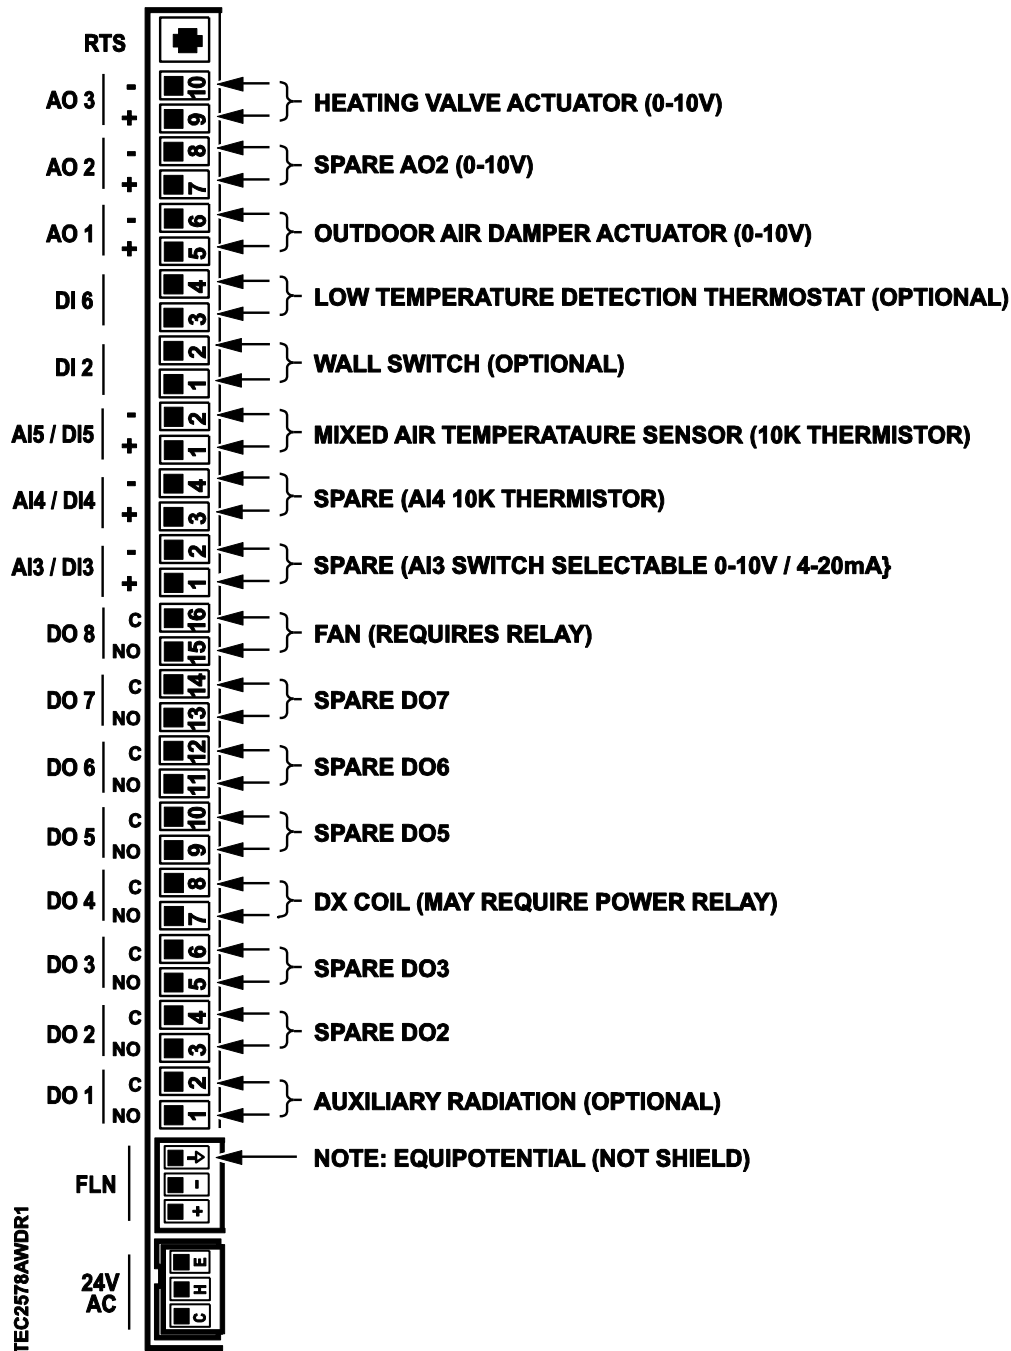 RTS
AO 3 - 10 HEATING VALVE ACTUATOR (0-10V)
+ 9
AO 2 - 8 SPARE AO2 (0-10V)
+ 7
AO 1 - 6 OUTDOOR AIR DAMPER ACTUATOR (0-10V)
+ 5
DI 6 4 LOW TEMPERATURE DETECTION THERMOSTAT (OPTIONAL)
3
DI 2 2 WALL SWITCH (OPTIONAL)
1
AI5 / DI5 - 2 MIXED AIR TEMPERATAURE SENSOR (10K THERMISTOR)
+ 1
AI4 / DI4 - 4 SPARE (AI4 10K THERMISTOR)
+ 3
AI3 / DI3 - 2 SPARE (AI3 SWITCH SELECTABLE 0-10V / 4-20mA}
+ 1
DO 8 C 16 FAN (REQUIRES RELAY)
NO 15
DO 7 C 14 SPARE DO7
NO 13
DO 6 C 12 SPARE DO6
NO 11
DO 5 C 10 SPARE DO5
NO 9
DO 4 C 8 DX COIL (MAY REQUIRE POWER RELAY)
NO 7
DO 3 C 6 SPARE DO3
NO 5
DO 2 C 4 SPARE DO2
NO 3
DO 1 C 2 AUXILIARY RADIATION (OPTIONAL)
NO 1
NOTE: EQUIPOTENTIAL (NOT SHIELD)
FLN -
+
24V
AC
E
H
C
TEC2578AWDR1